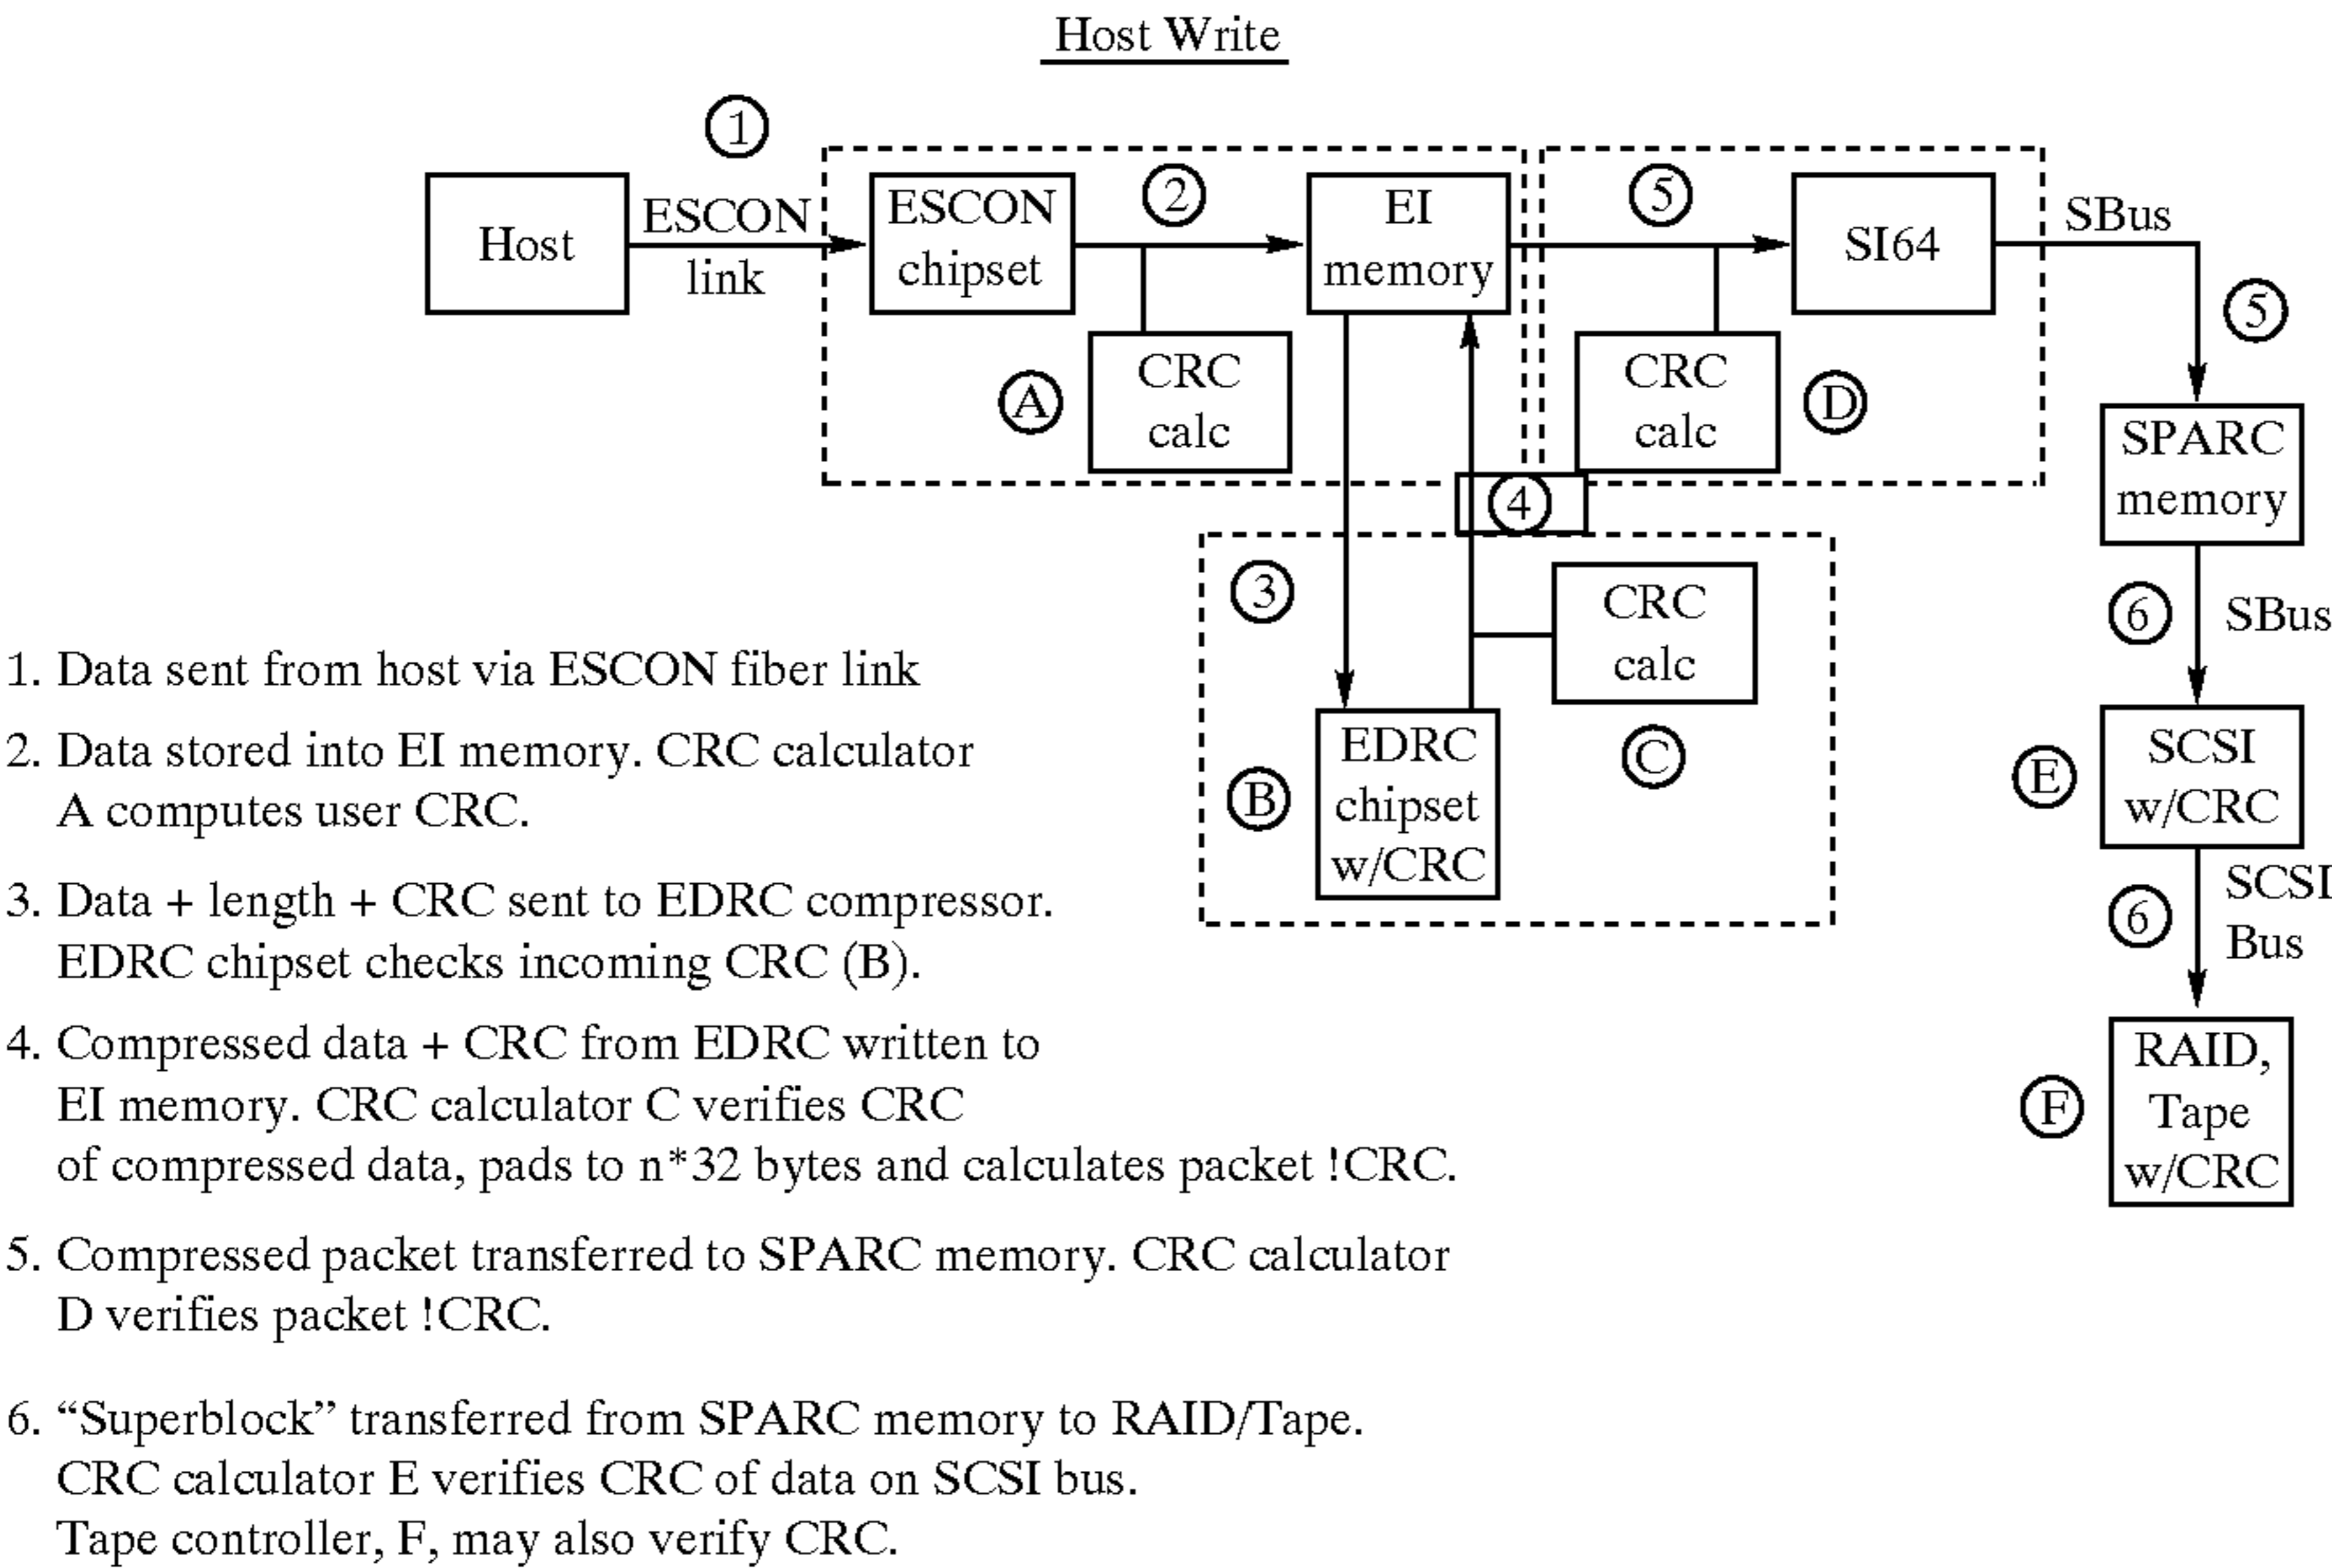 Host Write
1
2
5
Host
ESCON
link
ESCON
chipset
EI
memory
SI64
SBus
5
A
CRC
calc
CRC
calc
D
SPARC
memory
4
3
CRC
calc
C
6
SBus
B
EDRC
chipset
w/CRC
E
SCSI
w/CRC
6
SCSI
Bus
F
RAID,
Tape
w/CRC
1. Data sent from host via ESCON fiber link
2. Data stored into EI memory. CRC calculator
A computes user CRC.
3. Data + length + CRC sent to EDRC compressor.
EDRC chipset checks incoming CRC (B).
4. Compressed data + CRC from EDRC written to
EI memory. CRC calculator C verifies CRC
of compressed data, pads to n*32 bytes and calculates packet !CRC.
5. Compressed packet transferred to SPARC memory. CRC calculator
D verifies packet !CRC.
6. “Superblock” transferred from SPARC memory to RAID/Tape.
CRC calculator E verifies CRC of data on SCSI bus.
Tape controller, F, may also verify CRC.